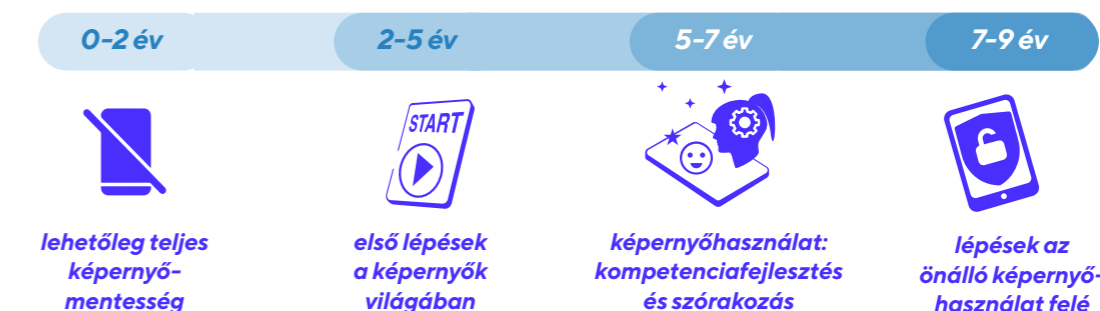 0-2 év
2-5 év
5-7 év
7-9 év
START
lehetőleg teljes
képernyő-
mentesség
első lépések
a képernyők
világában
képernyőhasználat:
kompetenciafejlesztés
és szórakozás
lépések az
önálló képernyő-
használat felé